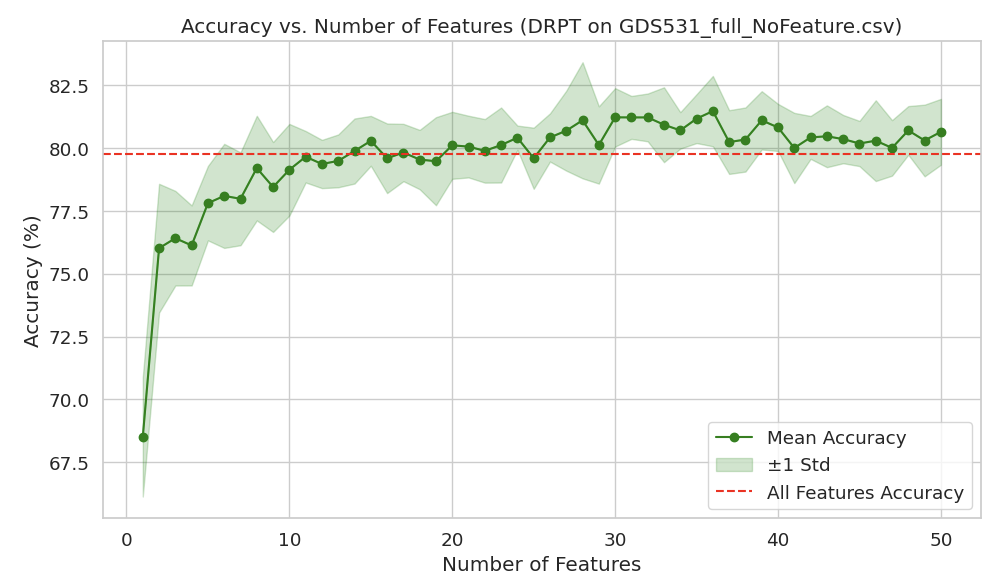 Accuracy vs. Number of Features (DRPT on GDS531_full_NoFeature.csv)
Accuracy (%)
82.5
80.0
77.5
75.0
72.5
70.0
67.5
Mean Accuracy
±1 Std
All Features Accuracy
0 10 20 30 40 50
Number of Features